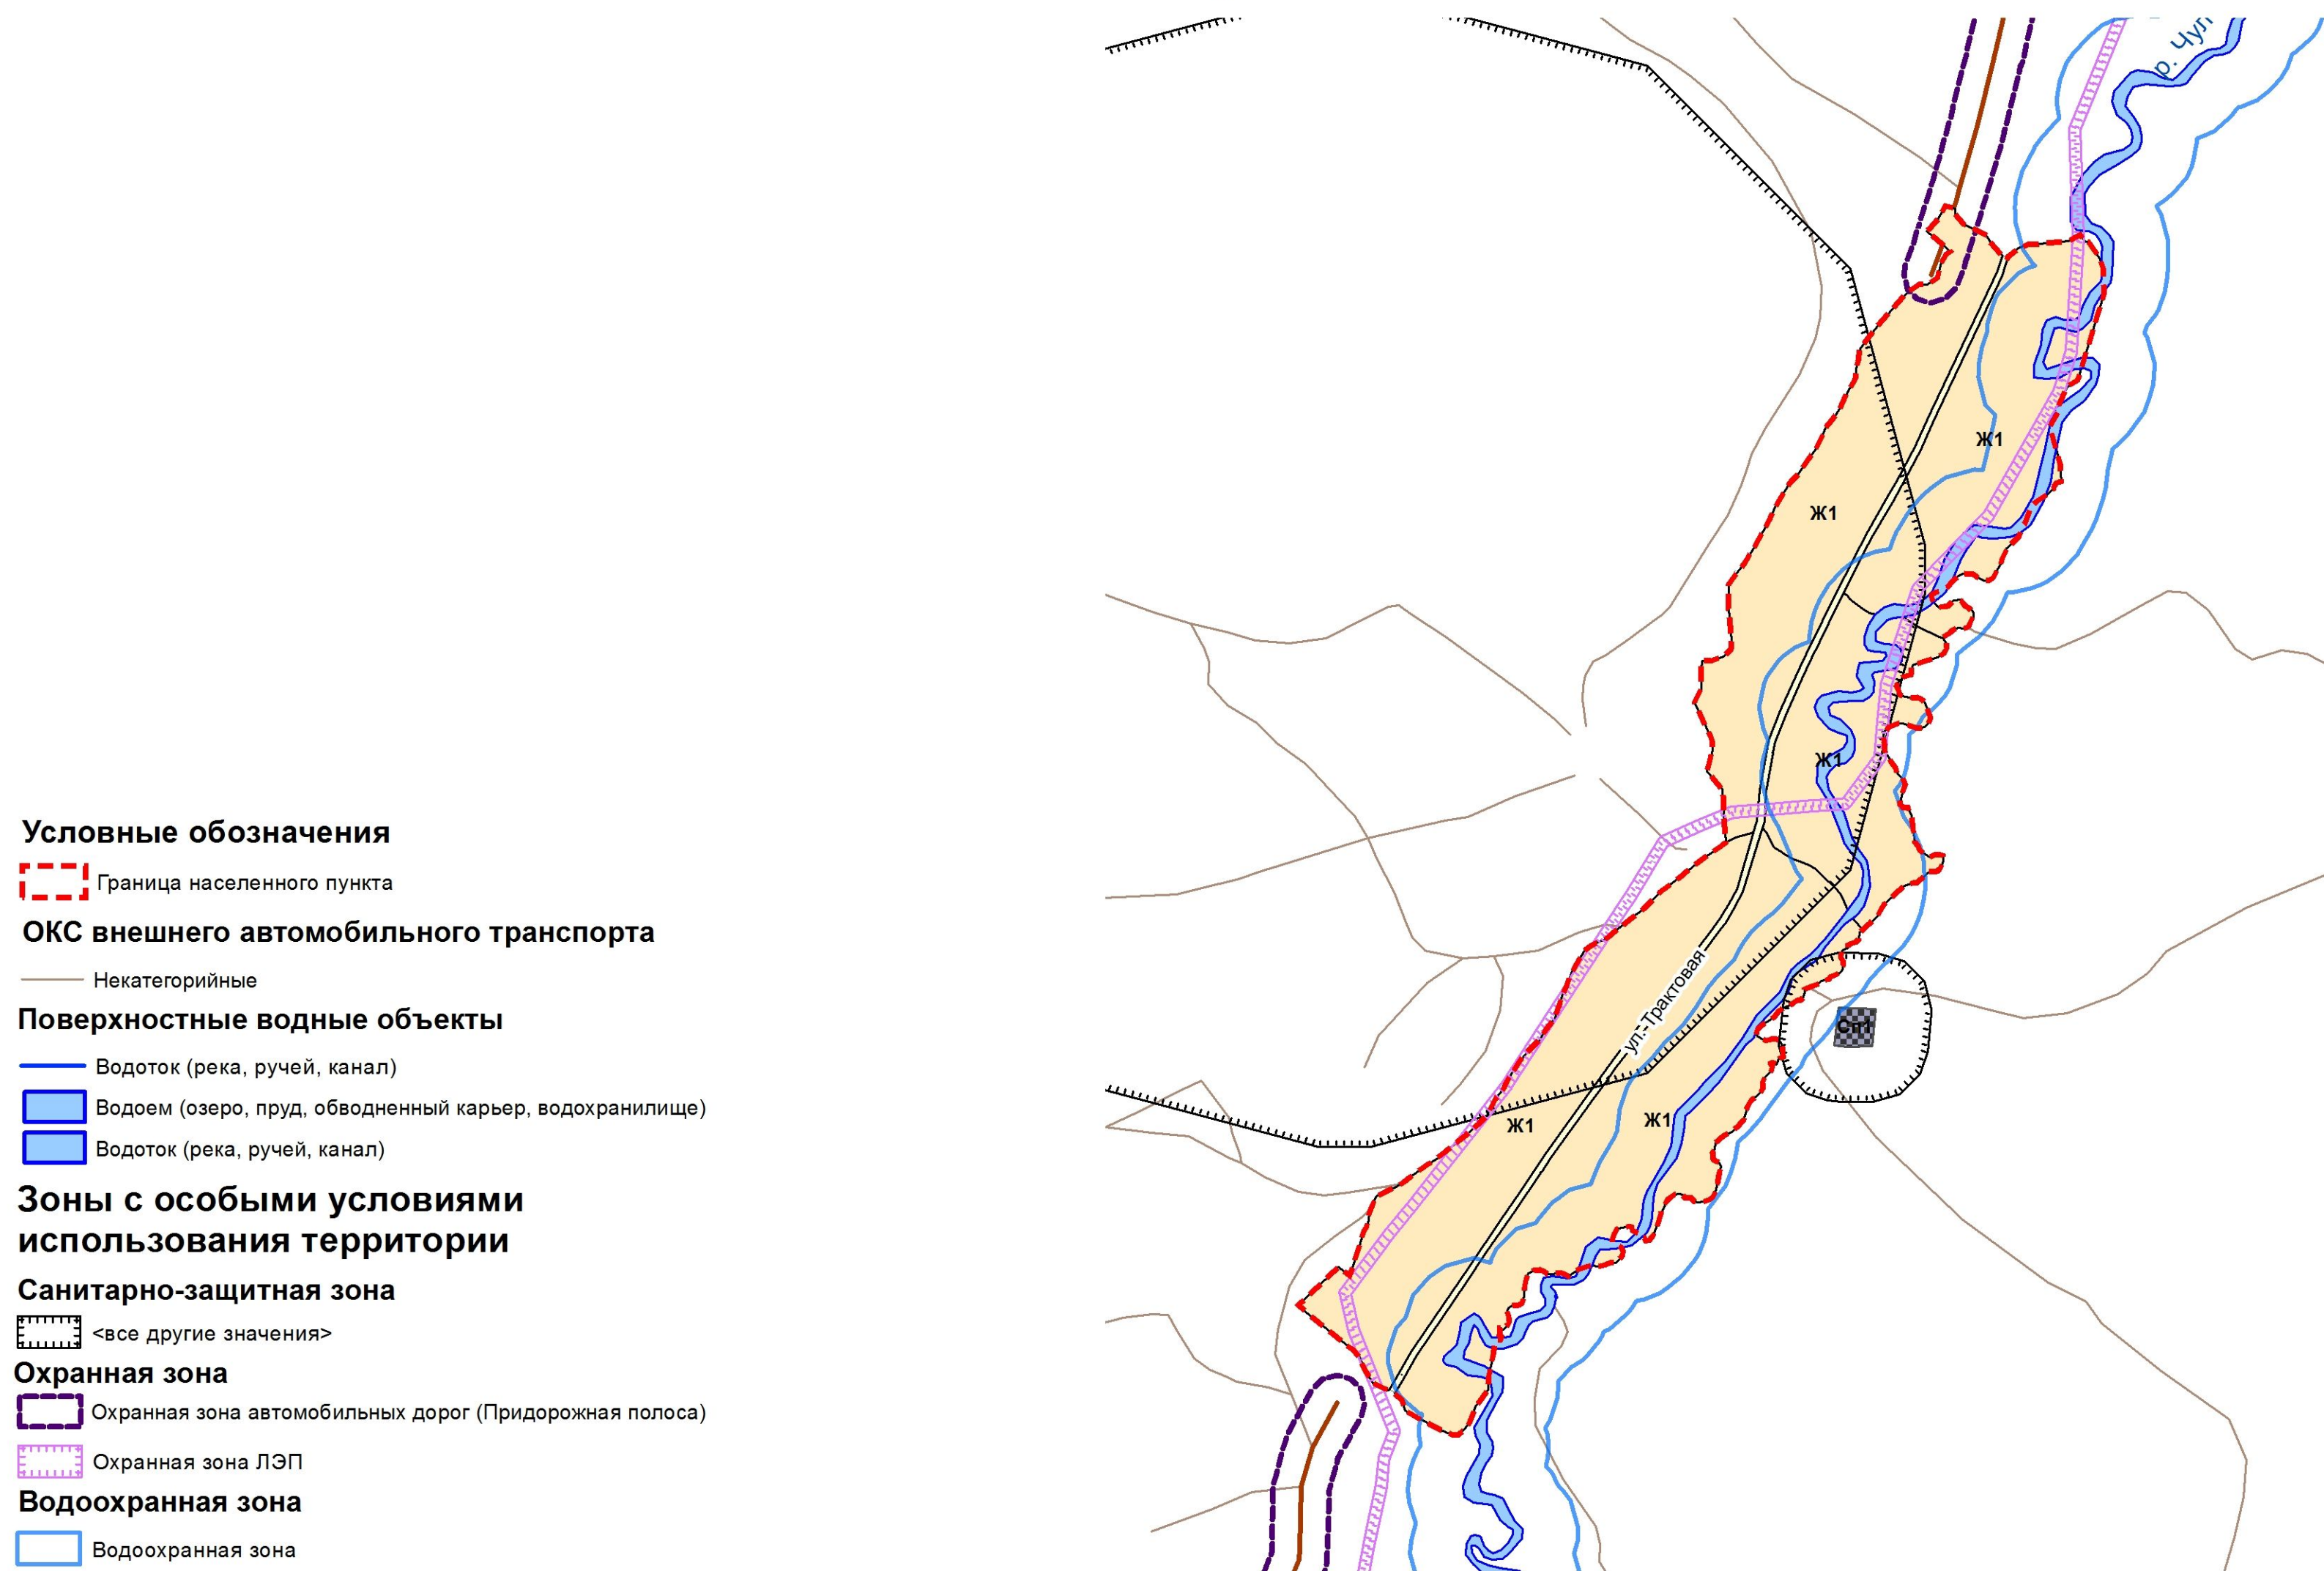 Условные обозначения
Граница населенного пункта
ОКС внешнего автомобильного транспорта
Некатегорийные
Поверхностные водные объекты
Водоток (река, ручей, канал)
Водоем (озеро, пруд, обводненный карьер, водохранилище)
Водоток (река, ручей, канал)
Зоны с особыми условиями
использования территории
Санитарно-защитная зона
<все другие значения>
Охранная зона
Охранная зона автомобильных дорог (Придорожная полоса)
Охранная зона ЛЭП
Водоохранная зона
Водоохранная зона
р. Чул
Ж1
Ж1
Ж1
ул.-Трактовая
Сп1
Ж1
Ж1